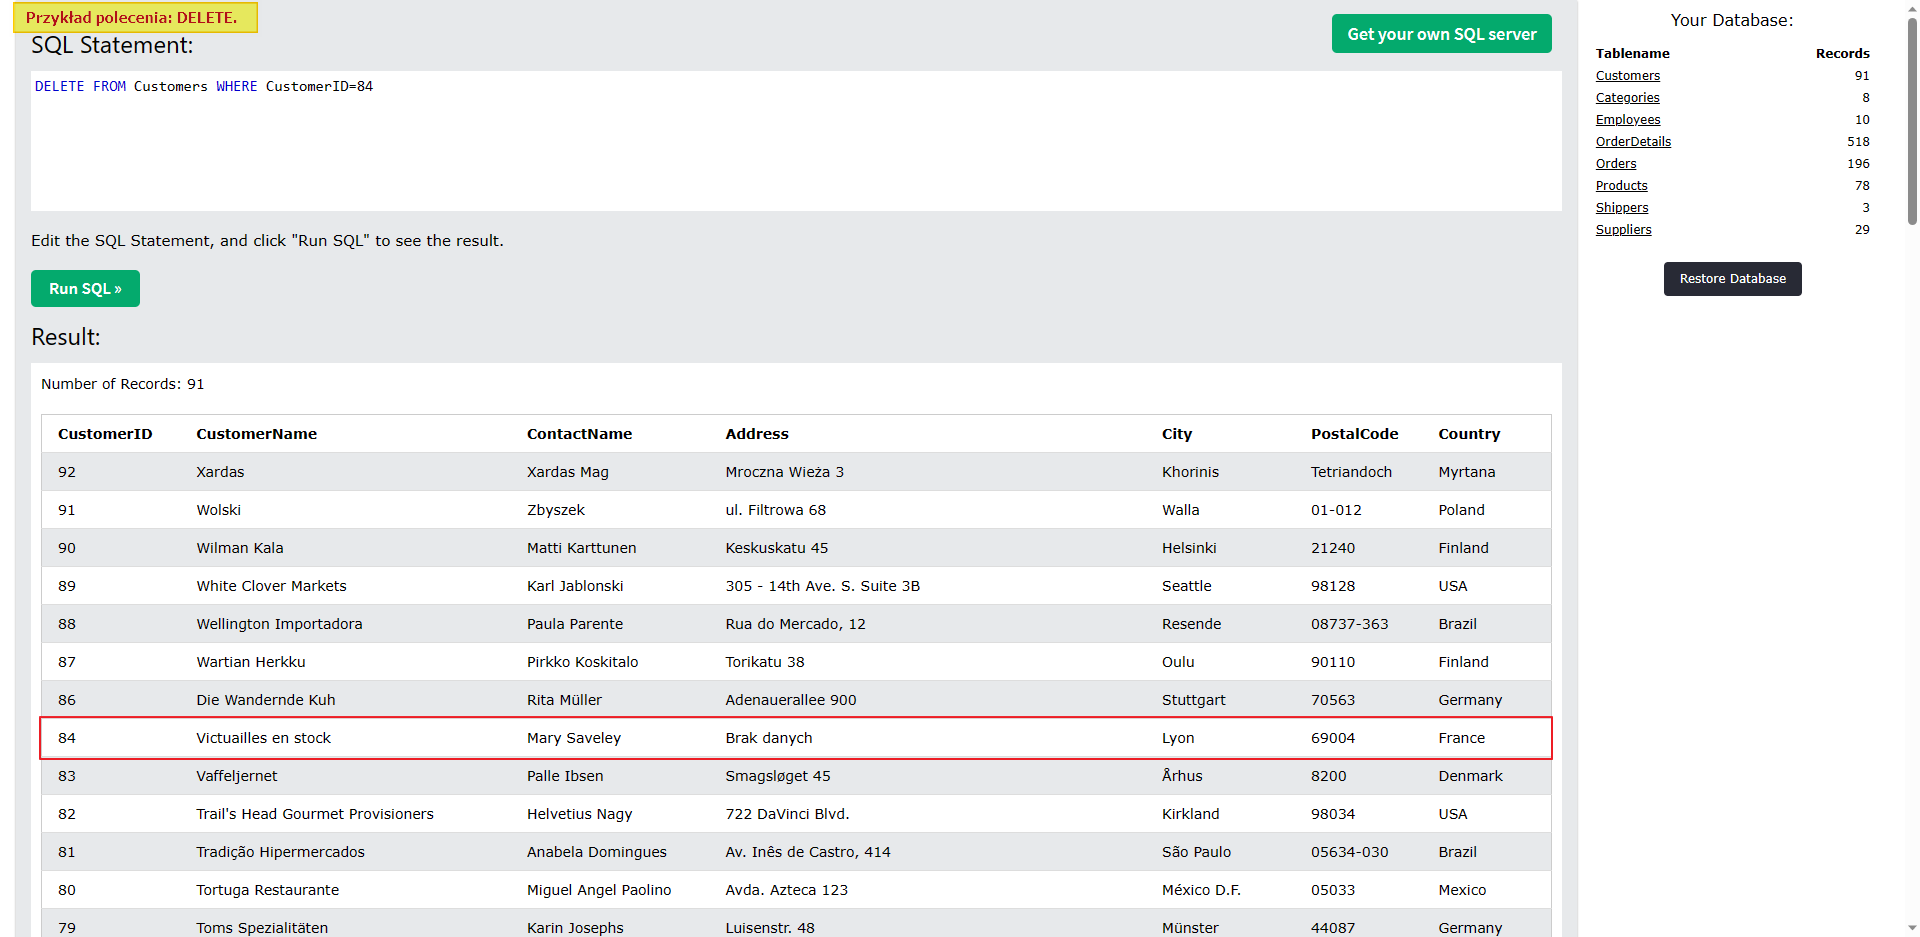 Przykład polecenia: DELETE.
SQL Statement:
Get your own SQL server
DELETE FROM Customers WHERE CustomerID=84
Edit the SQL Statement, and click "Run SQL" to see the result.
Run SQL »
Result:
Number of Records: 91
CustomerID CustomerName ContactName Address City PostalCode Country
92 Xardas Xardas Mag Mroczna Wieża 3 Khorinis Tetriandoch Myrtana
91 Wolski Zbyszek ul. Filtrowa 68 Walla 01-012 Poland
90 Wilman Kala Matti Karttunen Keskuskatu 45 Helsinki 21240 Finland
89 White Clover Markets Karl Jablonski 305 - 14th Ave. S. Suite 3B Seattle 98128 USA
88 Wellington Importadora Paula Parente Rua do Mercado, 12 Resende 08737-363 Brazil
87 Wartian Herkku Pirkko Koskitalo Torikatu 38 Oulu 90110 Finland
86 Die Wandernde Kuh Rita Müller Adenauerallee 900 Stuttgart 70563 Germany
84 Victuailles en stock Mary Saveley Brak danych Lyon 69004 France
83 Vaffeljernet Palle Ibsen Smagsløget 45 Århus 8200 Denmark
82 Trail's Head Gourmet Provisioners Helvetius Nagy 722 DaVinci Blvd. Kirkland 98034 USA
81 Tradição Hipermercados Anabela Domingues Av. Inês de Castro, 414 São Paulo 05634-030 Brazil
80 Tortuga Restaurante Miguel Angel Paolino Avda. Azteca 123 México D.F. 05033 Mexico
79 Toms Spezialitäten Karin Josephs Luisenstr. 48 Münster 44087 Germany
Your Database:
Tablename Records
Customers 91
Categories 8
Employees 10
OrderDetails 518
Orders 196
Products 78
Shippers 3
Suppliers 29
Restore Database